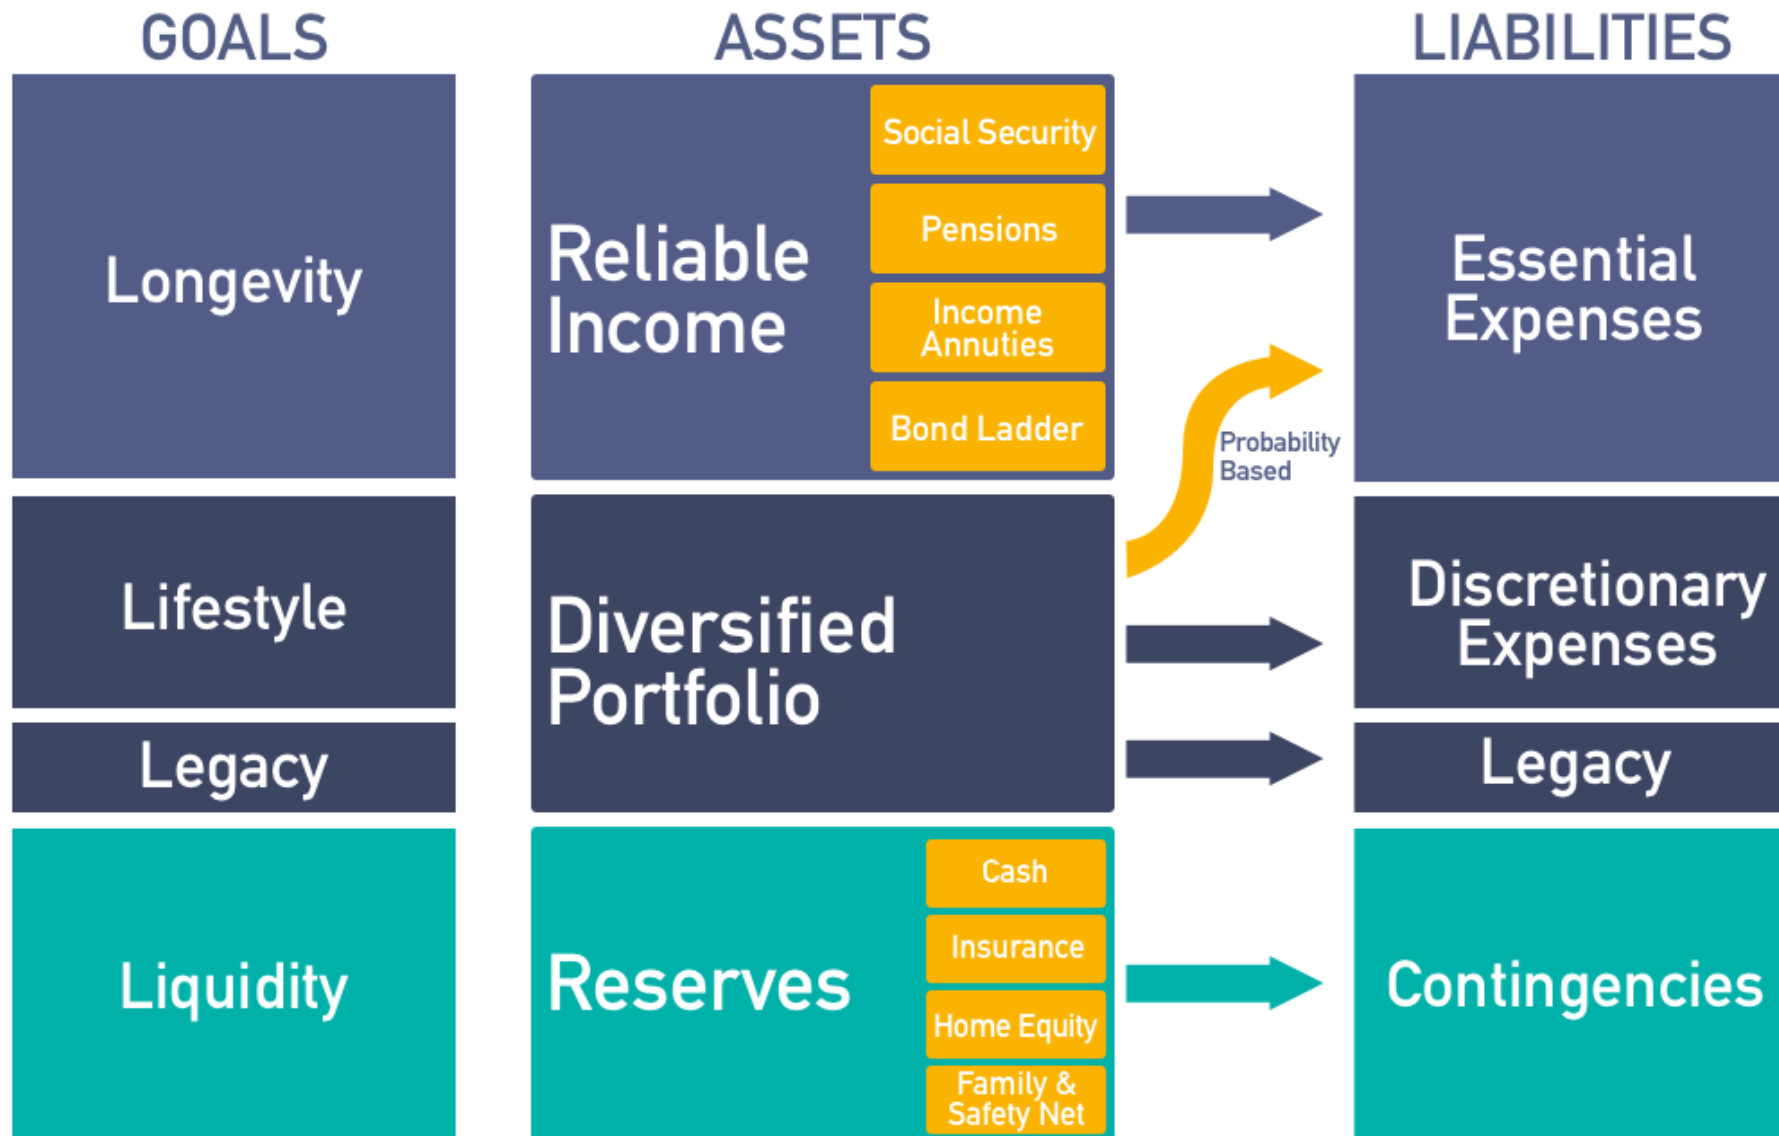 GOALS
ASSETS
LIABILITIES
Longevity
Reliable
Income
Social Security
Pensions
Income
Annuties
Bond Ladder
Essential
Expenses
Probability
Based
Lifestyle
Legacy
Diversified
Portfolio
Discretionary
Expenses
Legacy
Liquidity
Reserves
Cash
Insurance
Home Equity
Family &
Safety Net
Contingencies